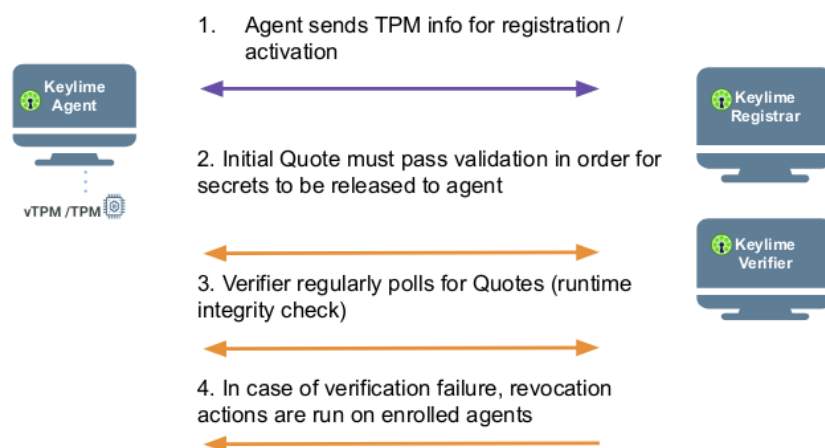 1. Agent sends TPM info for registration /
activation
Keylime
Agent
vTPM /TPM
Keylime
Registrar
2. Initial Quote must pass validation in order for
secrets to be released to agent
Keylime
Verifier
3. Verifier regularly polls for Quotes (runtime
integrity check)
4. In case of verification failure, revocation
actions are run on enrolled agents